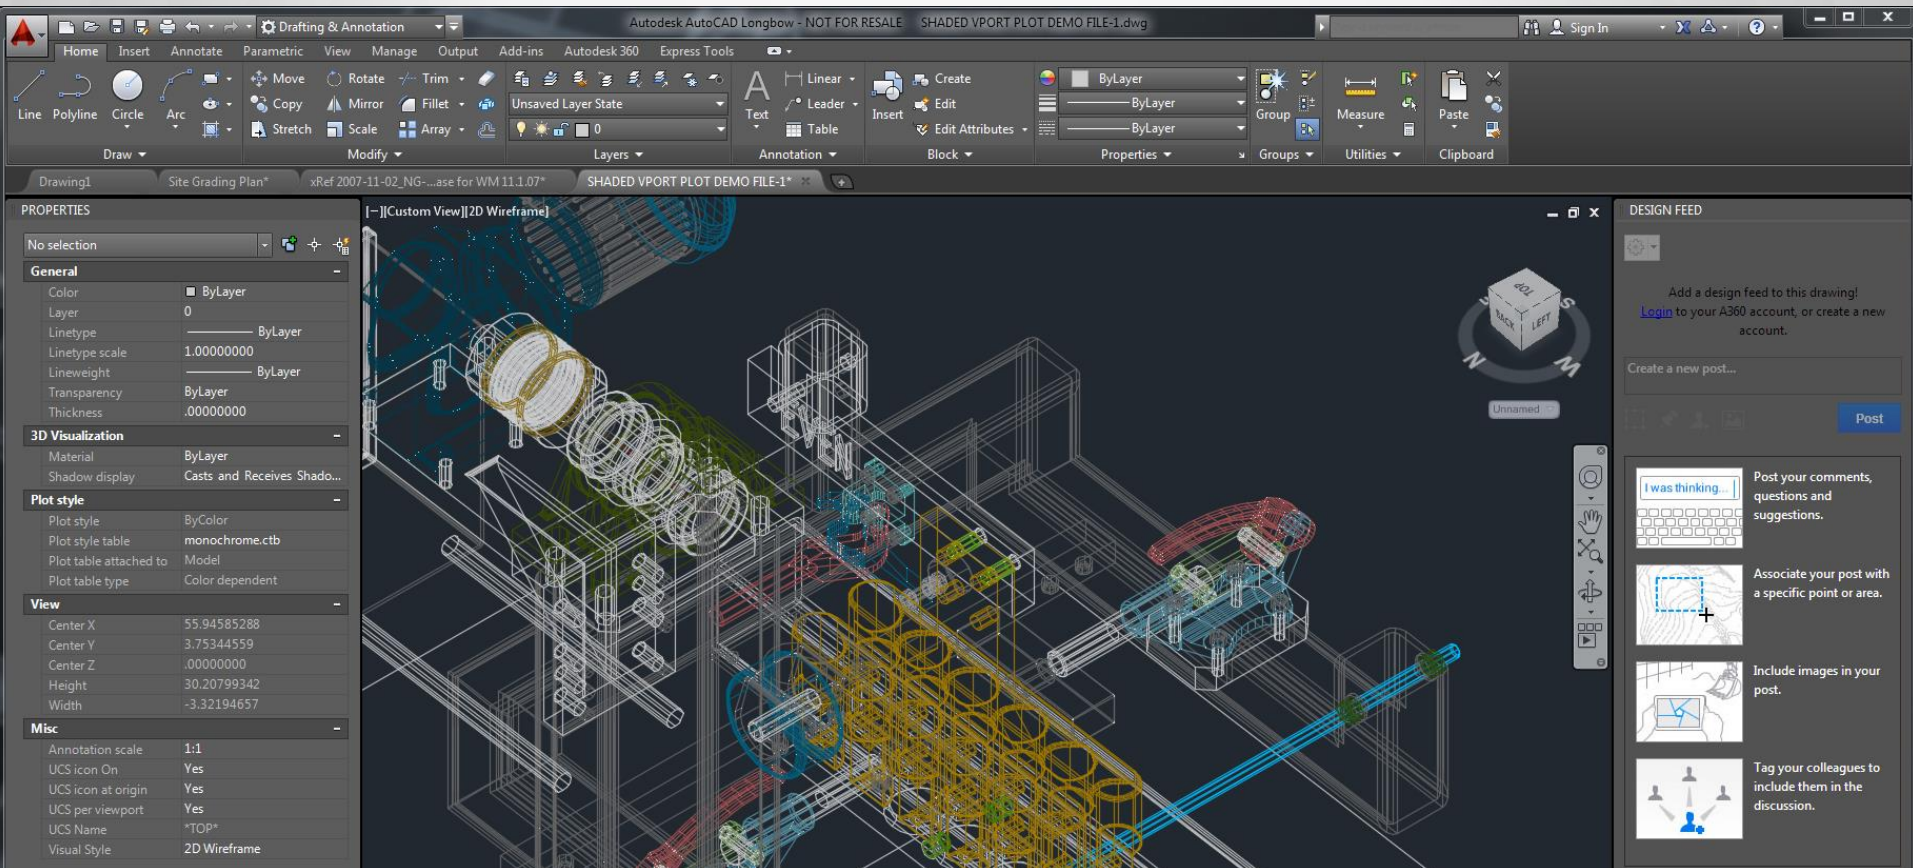 Drafting & Annotation
Autodesk AutoCAD Longbow - NOT FOR RESALE SHADED VPORT PLOT DEMO FILE-1.dwg
Sign In
Home Insert Annotate Parametric View Manage Output Add-ins Autodesk 360 Express Tools
Line Polyline Circle Arc
Move Rotate Trim
Copy Mirror Fillet
Stretch Scale Array
Unsaved Layer State
0
Text
Linear
Leader
Table
Insert
Create
Edit
Edit Attributes
ByLayer
ByLayer
ByLayer
Group
Measure
Paste
Draw Modify Layers Annotation Block Properties Groups Utilities Clipboard
Drawing1 Site Grading Plan* xRef 2007-11-02_NG-...ase for WM 11.1.07* SHADED VPORT PLOT DEMO FILE-1*
PROPERTIES
No selection
General
Color ByLayer
Layer 0
Linetype ByLayer
Linetype scale 1.00000000
Lineweight ByLayer
Transparency ByLayer
Thickness .00000000
3D Visualization
Material ByLayer
Shadow display Casts and Receives Shado...
Plot style
Plot style ByColor
Plot style table monochrome.ctb
Plot table attached to Model
Plot table type Color dependent
View
Center X 55.94585288
Center Y 3.75344559
Center Z .00000000
Height 30.20799342
Width -3.32194657
Misc
Annotation scale 1:1
UCS icon On Yes
UCS icon at origin Yes
UCS per viewport Yes
UCS Name *TOP*
Visual Style 2D Wireframe
[−][Custom View][2D Wireframe]
EVEN
TOP
BACK
LEFT
S
N
W
Unnamed
DESIGN FEED
Add a design feed to this drawing!
Login to your A360 account, or create a new
account.
Create a new post...
Post
I was thinking...
Post your comments,
questions and
suggestions.
Associate your post with
a specific point or area.
Include images in your
post.
Tag your colleagues to
include them in the
discussion.